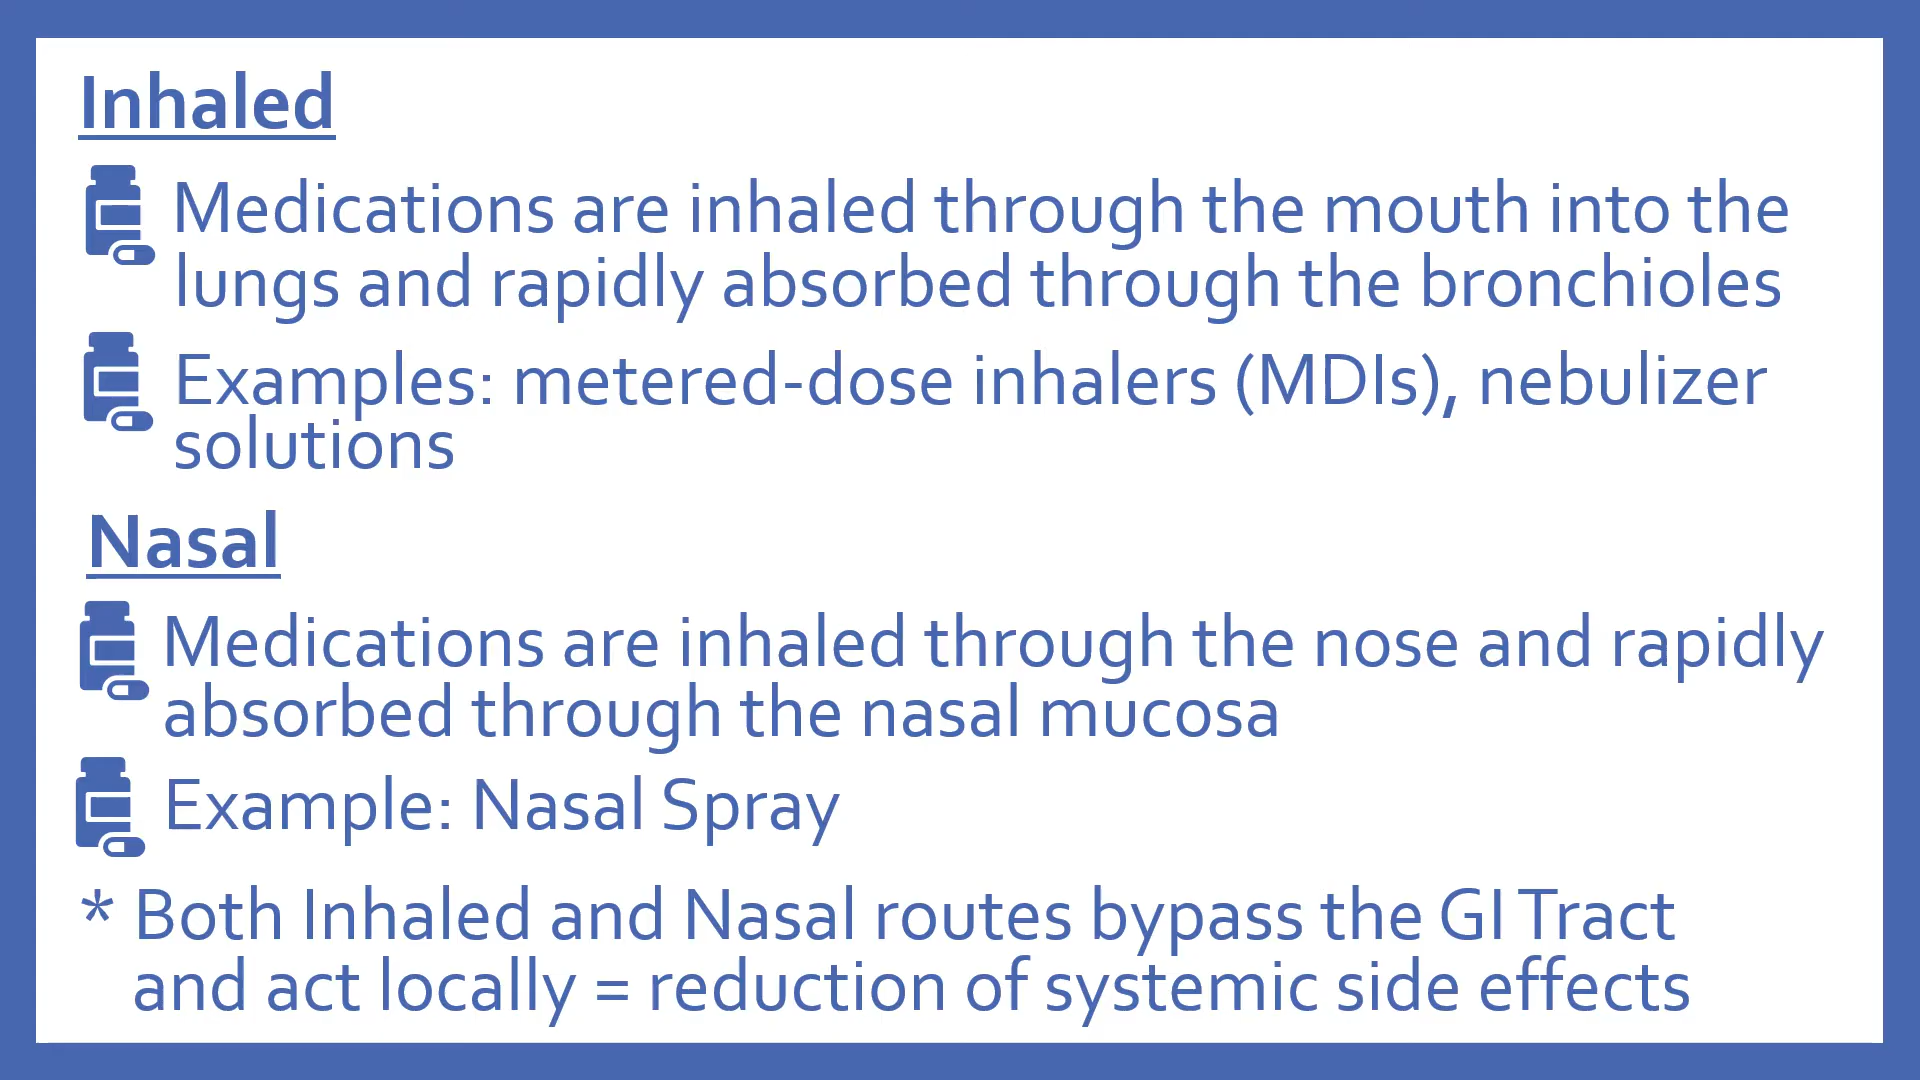 Inhaled
Medications are inhaled through the mouth into the
lungs and rapidly absorbed through the bronchioles
Examples: metered-dose inhalers (MDIs), nebulizer
solutions
Nasal
Medications are inhaled through the nose and rapidly
absorbed through the nasal mucosa
Example: Nasal Spray
* Both Inhaled and Nasal routes bypass the GI Tract
and act locally = reduction of systemic side effects